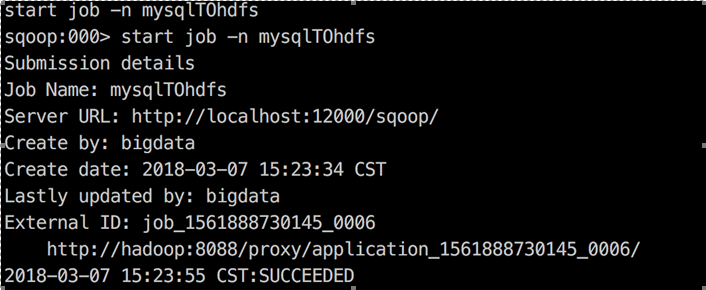 start job -n mysqlTOhdfs
sqoop:000> start job -n mysqlTOhdfs
Submission details
Job Name: mysqlTOhdfs
Server URL: http://localhost:12000/sqoop/
Create by: bigdata
Create date: 2018-03-07 15:23:34 CST
Lastly updated by: bigdata
External ID: job_1561888730145_0006
http://hadoop:8088/proxy/application_1561888730145_0006/
2018-03-07 15:23:55 CST:SUCCEEDED